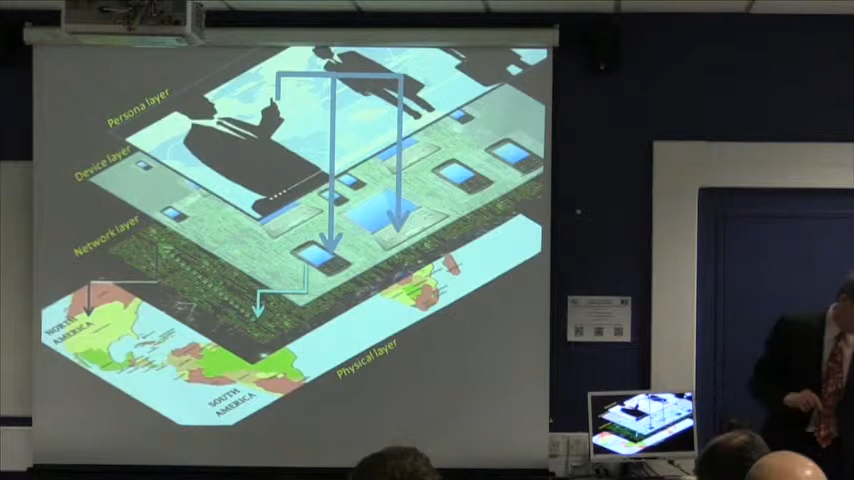 Persona layer
Device layer
Network layer
NORTH
AMERICA
SOUTH
AMERICA
Physical layer